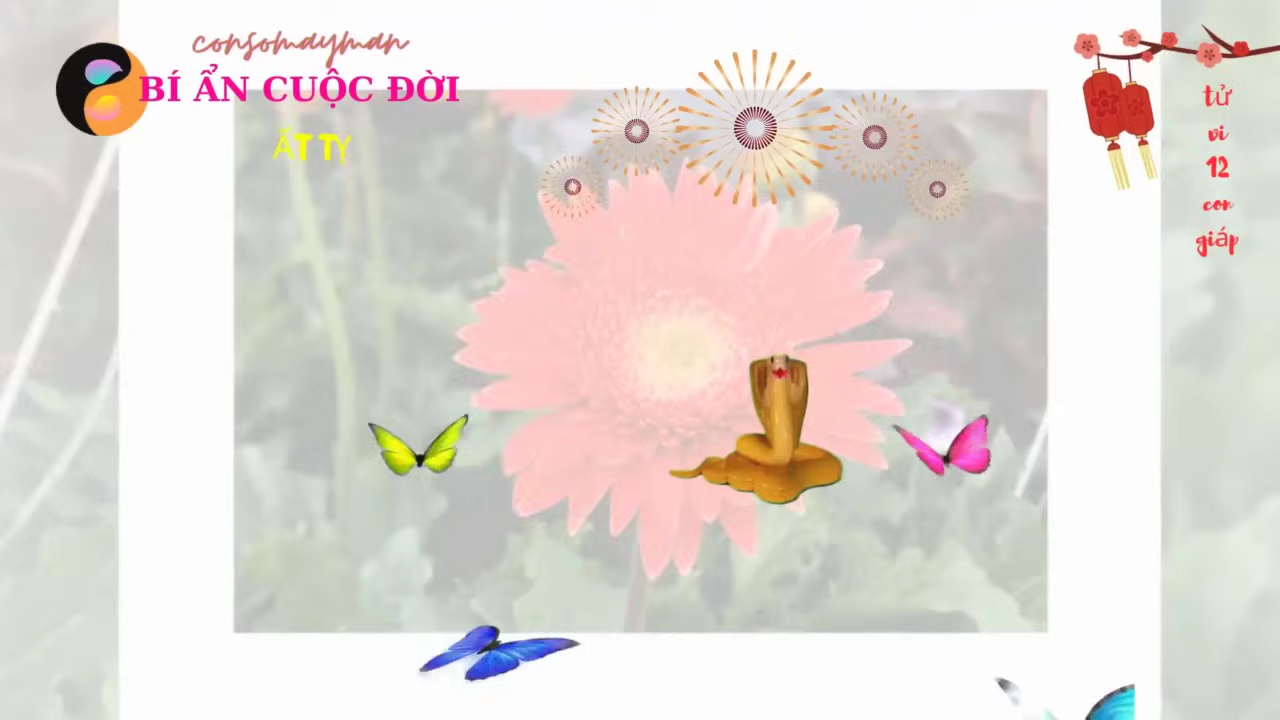 consomayman
BÍ ẨN CUỘC ĐỜI
ẤT TỴ
tử
vi
12
con
giáp